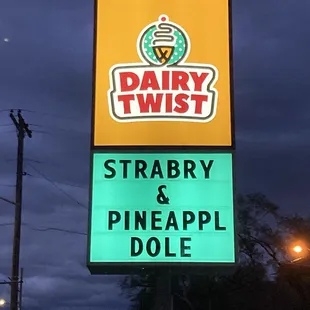 DAIRY
TWIST
STRABRY
&
PINEAPPL
DOLE